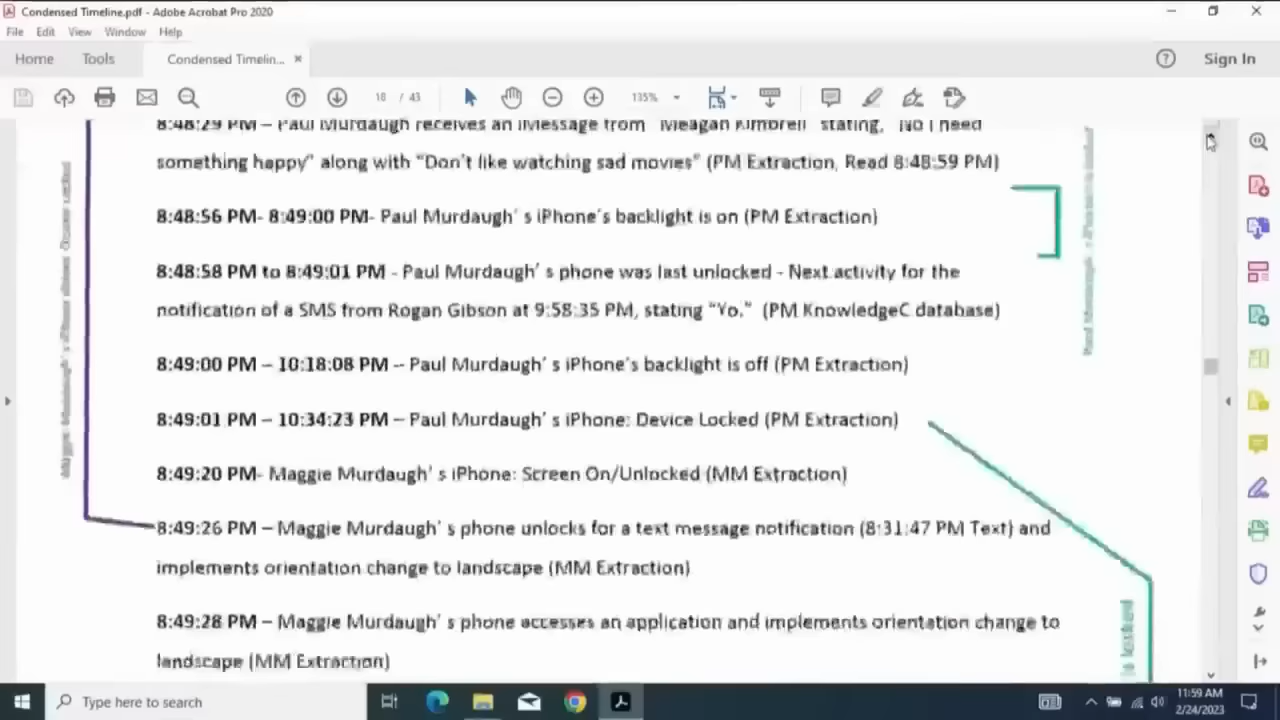 Condensed Timeline.pdf - Adobe Acrobat Pro 2020
File Edit View Window Help
Home Tools Condensed Timelin... × Sign In
18 / 43 135%
8:48:29 PM – Paul Murdaugh receives an iMessage from "Meagan Kimbrell" stating, "No I need
something happy" along with "Don't like watching sad movies" (PM Extraction, Read 8:48:59 PM)
8:48:56 PM- 8:49:00 PM- Paul Murdaugh' s iPhone's backlight is on (PM Extraction)
8:48:58 PM to 8:49:01 PM - Paul Murdaugh' s phone was last unlocked - Next activity for the
notification of a SMS from Rogan Gibson at 9:58:35 PM, stating "Yo." (PM KnowledgeC database)
8:49:00 PM – 10:18:08 PM – Paul Murdaugh' s iPhone's backlight is off (PM Extraction)
8:49:01 PM – 10:34:23 PM – Paul Murdaugh' s iPhone: Device Locked (PM Extraction)
8:49:20 PM- Maggie Murdaugh' s iPhone: Screen On/Unlocked (MM Extraction)
8:49:26 PM – Maggie Murdaugh' s phone unlocks for a text message notification (8:31:47 PM Text) and
implements orientation change to landscape (MM Extraction)
8:49:28 PM – Maggie Murdaugh' s phone accesses an application and implements orientation change to
landscape (MM Extraction)
is locked
Type here to search
11:59 AM
2/24/2023